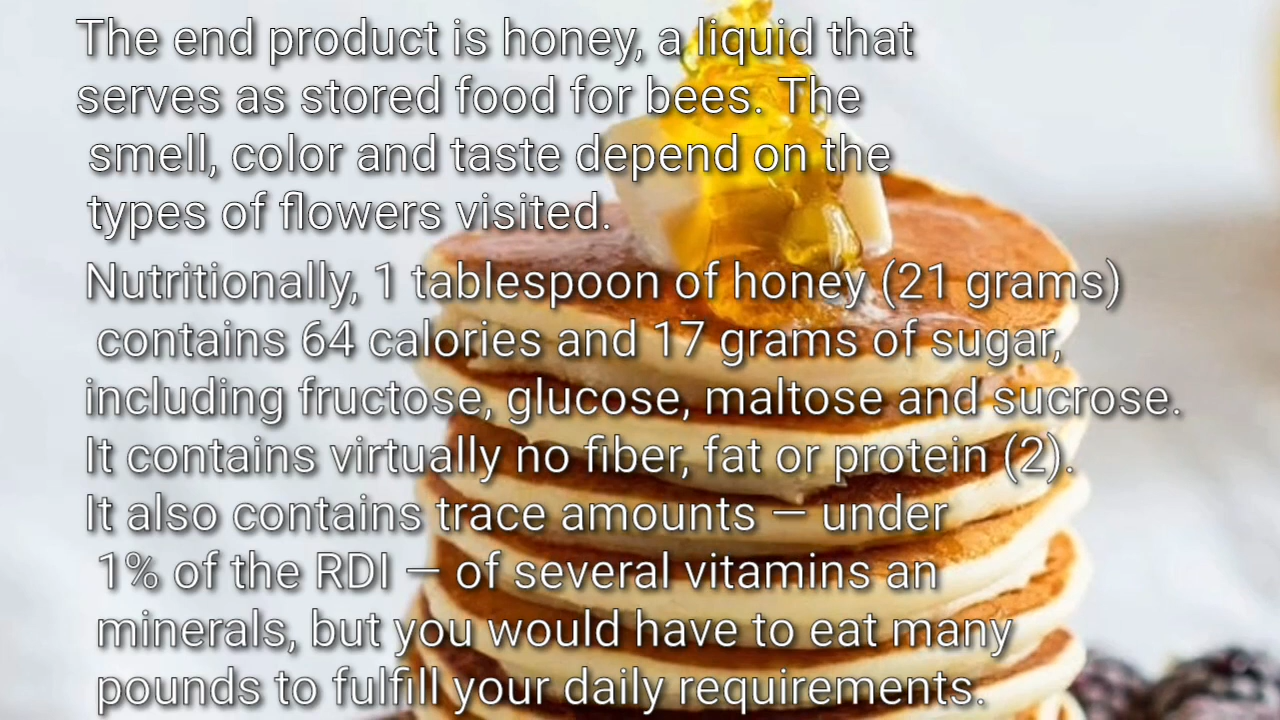 The end product is honey, a liquid that
serves as stored food for bees. The
smell, color and taste depend on the
types of flowers visited.
Nutritionally, 1 tablespoon of honey (21 grams)
contains 64 calories and 17 grams of sugar,
including fructose, glucose, maltose and sucrose.
It contains virtually no fiber, fat or protein (2).
It also contains trace amounts — under
1% of the RDI — of several vitamins an
minerals, but you would have to eat many
pounds to fulfill your daily requirements.